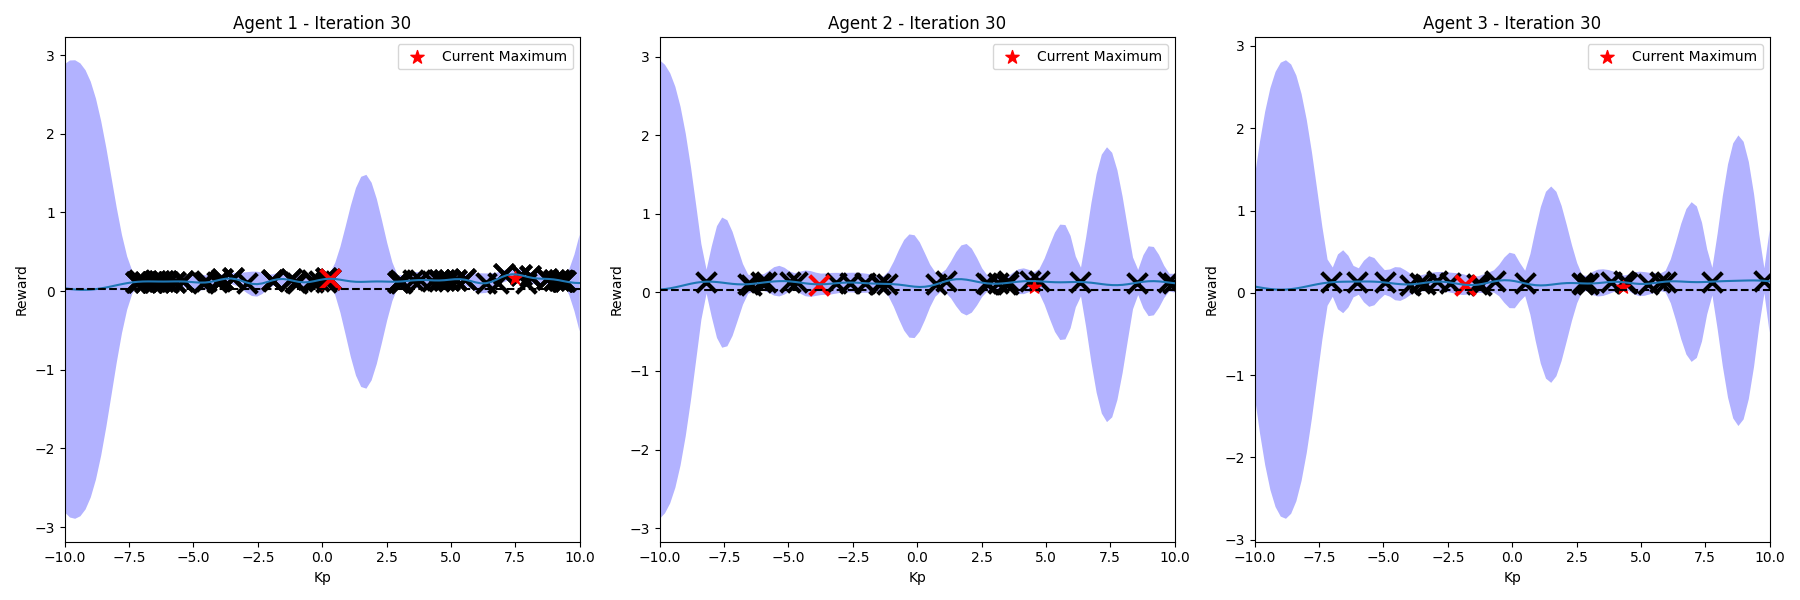 Agent 1 - Iteration 30
Current Maximum
Reward
3
2
1
0
−1
−2
−3
−10.0 −7.5 −5.0 −2.5 0.0 2.5 5.0 7.5 10.0
Kp
Agent 2 - Iteration 30
Current Maximum
Reward
3
2
1
0
−1
−2
−3
−10.0 −7.5 −5.0 −2.5 0.0 2.5 5.0 7.5 10.0
Kp
Agent 3 - Iteration 30
Current Maximum
Reward
3
2
1
0
−1
−2
−3
−10.0 −7.5 −5.0 −2.5 0.0 2.5 5.0 7.5 10.0
Kp